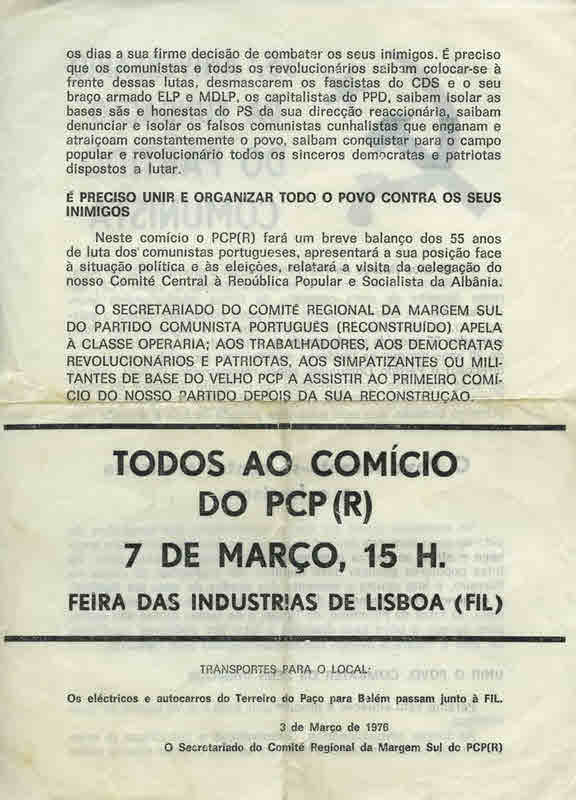 os dias a sua firme decisão de combater os seus inimigos. É preciso
que os comunistas e todos os revolucionários saibam colocar-se à
frente dessas lutas, desmascarem os fascistas do CDS e o seu
braço armado ELP e MDLP, os capitalistas do PPD, saibam isolar as
bases sãs e honestas do PS da sua direcção reaccionária, saibam
denunciar e isolar os falsos comunistas cunhalistas que enganam e
atraiçoam constantemente o povo, saibam conquistar para o campo
popular e revolucionário todos os sinceros democratas e patriotas
dispostos a lutar.
É PRECISO UNIR E ORGANIZAR TODO O POVO CONTRA OS SEUS
INIMIGOS
Neste comício o PCP(R) fará um breve balanço dos 55 anos
de luta dos comunistas portugueses, apresentará a sua posição face
à situação política e às eleições, relatará a visita da delegação do
nosso Comité Central à República Popular e Socialista da Albânia.
O SECRETARIADO DO COMITÉ REGIONAL DA MARGEM SUL
DO PARTIDO COMUNISTA PORTUGUÊS (RECONSTRUÍDO) APELA
À CLASSE OPERARIA; AOS TRABALHADORES, AOS DEMOCRATAS
REVOLUCIONÁRIOS E PATRIOTAS, AOS SIMPATIZANTES OU MILI-
TANTES DE BASE DO VELHO PCP A ASSISTIR AO PRIMEIRO COMÍ-
CIO DO NOSSO PARTIDO DEPOIS DA SUA RECONSTRUÇÃO.
TODOS AO COMÍCIO
DO PCP(R)
7 DE MARÇO, 15 H.
FEIRA DAS INDUSTRIAS DE LISBOA (FIL)
TRANSPORTES PARA O LOCAL:
Os eléctricos e autocarros do Terreiro do Paço para Belém passam junto à FIL.
3 de Março de 1976
O Secretariado do Comité Regional da Margem Sul do PCP(R)